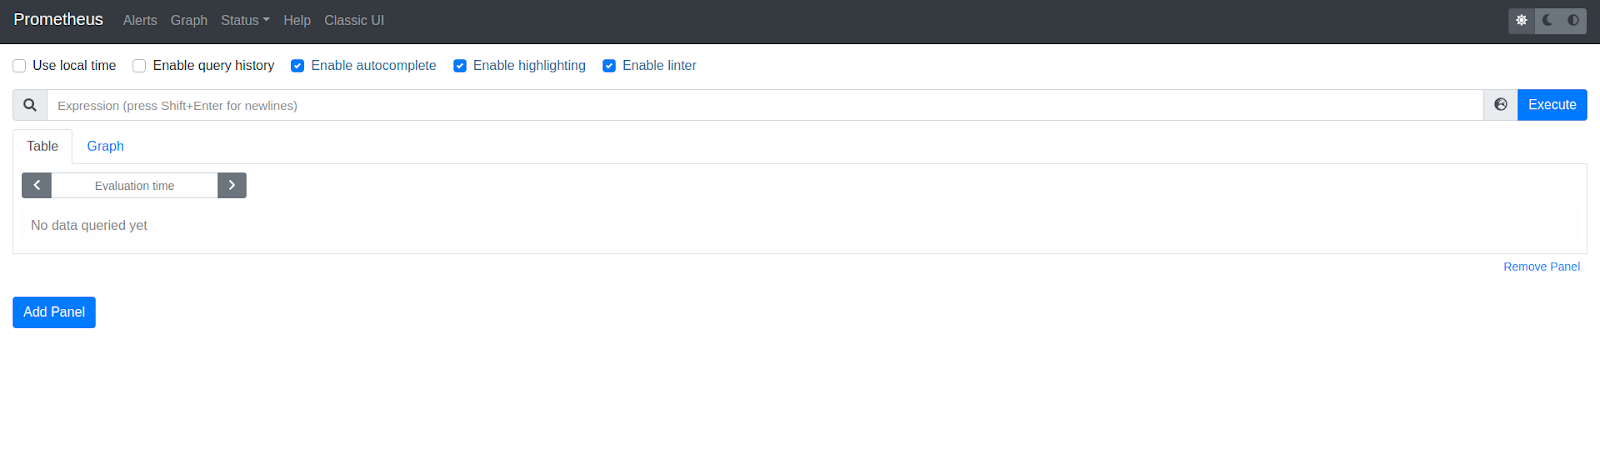 Prometheus Alerts Graph Status Help Classic UI
Use local time Enable query history Enable autocomplete Enable highlighting Enable linter
Expression (press Shift+Enter for newlines) Execute
Table Graph
Evaluation time
No data queried yet
Remove Panel
Add Panel